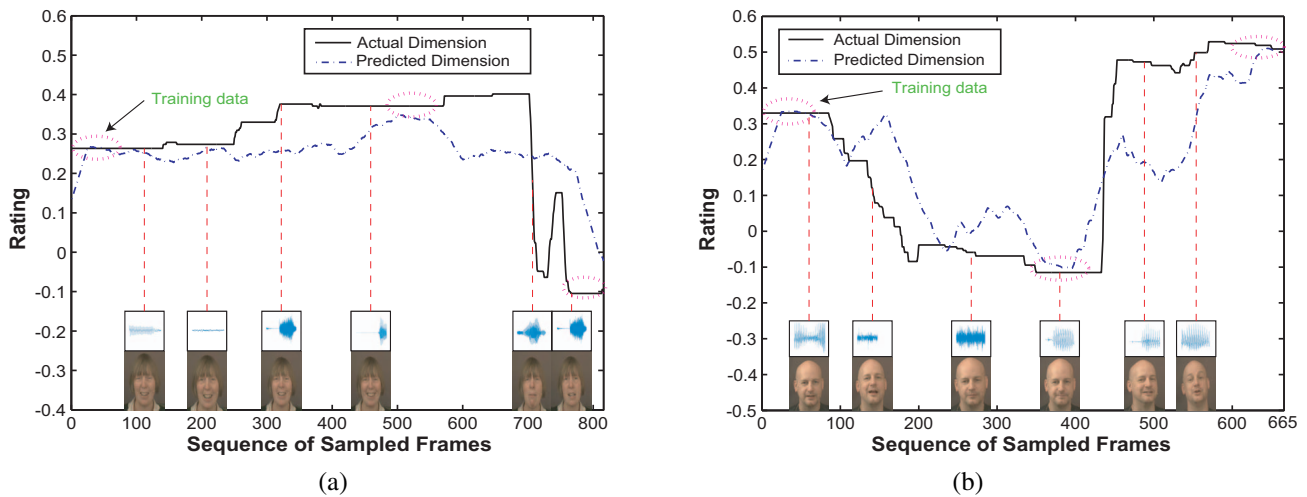 0.6
0.5
0.4
0.3
0.2
0.1
0
-0.1
-0.2
-0.3
-0.4
Rating
Actual Dimension
Predicted Dimension
Training data
0 100 200 300 400 500 600 700 800
Sequence of Sampled Frames
(a)
0.6
0.5
0.4
0.3
0.2
0.1
0
-0.1
-0.2
-0.3
-0.4
-0.5
Rating
Actual Dimension
Predicted Dimension
Training data
0 100 200 300 400 500 600 665
Sequence of Sampled Frames
(b)